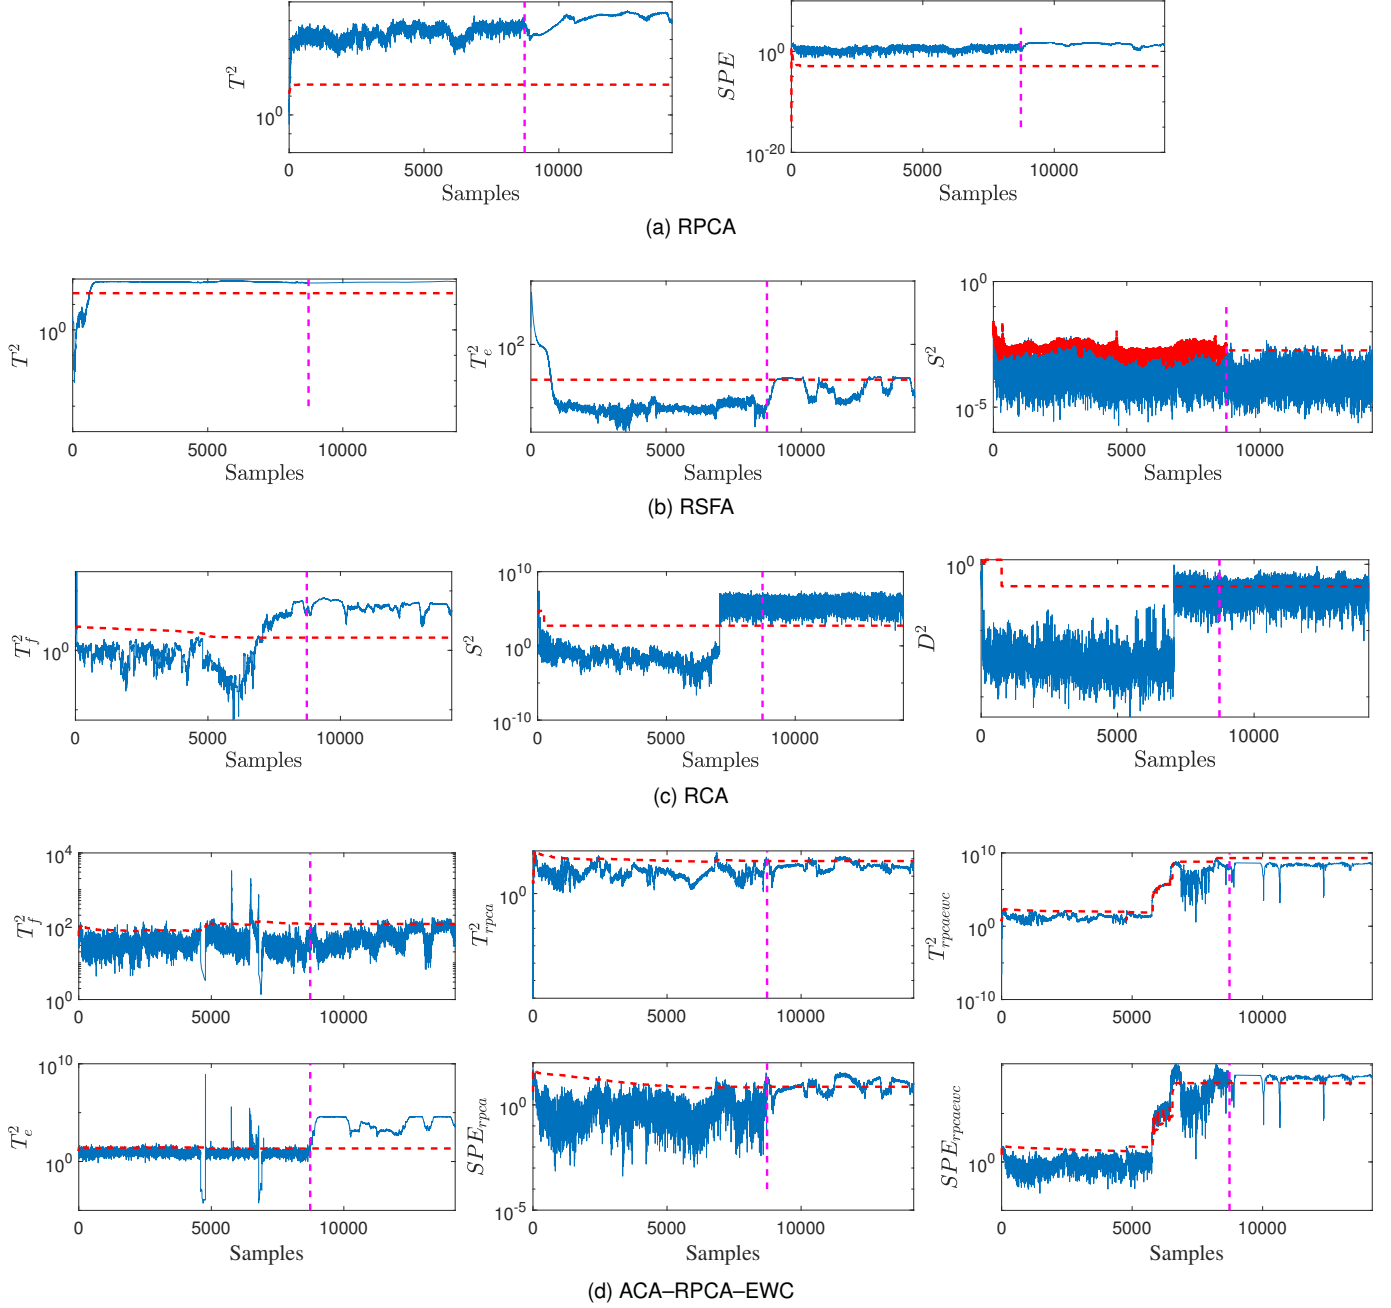 T^2
10^0
0
5000
10000
Samples
SPE
10^0
10^-20
0
5000
10000
Samples
(a) RPCA
T^2
10^0
0
5000
10000
Samples
T_e^2
10^2
0
5000
10000
Samples
S^2
10^0
10^-5
0
5000
10000
Samples
(b) RSFA
T_f^2
10^0
0
5000
10000
Samples
S^2
10^10
10^0
10^-10
0
5000
10000
Samples
D^2
10^0
0
5000
10000
Samples
(c) RCA
T_f^2
10^4
10^2
10^0
0
5000
10000
T_rpca^2
10^0
0
5000
10000
T_rpcaewc^2
10^10
10^0
10^-10
0
5000
10000
T_e^2
10^10
10^0
0
5000
10000
Samples
SPE_rpca
10^0
10^-5
0
5000
10000
Samples
SPE_rpcaewc
10^0
0
5000
10000
Samples
(d) ACA–RPCA–EWC